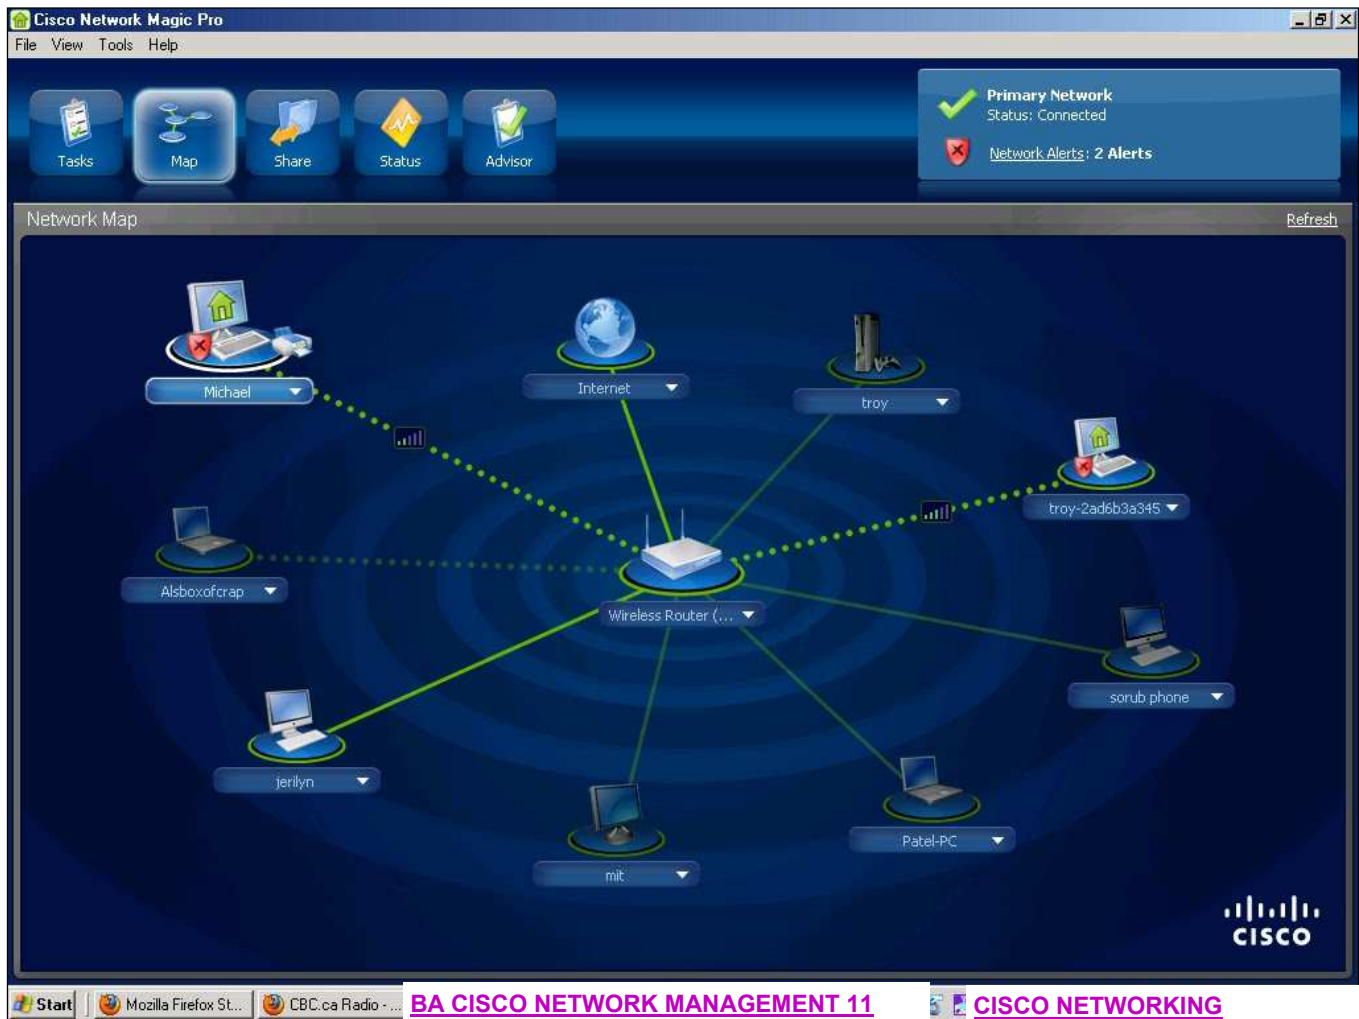 Cisco Network Magic Pro
File View Tools Help
Tasks
Map
Share
Status
Advisor
Primary Network
Status: Connected
Network Alerts: 2 Alerts
Network Map
Refresh
Michael
Internet
troy
troy-2ad6b3a345
Alsboxofcrap
Wireless Router (...
sorub phone
jerilyn
Patel-PC
mit
CISCO
Start
Mozilla Firefox St...
CBC.ca Radio - ...
BA CISCO NETWORK MANAGEMENT 11
CISCO NETWORKING